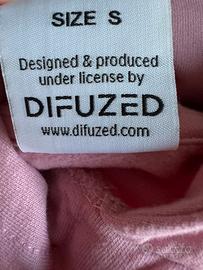 SIZE S
Designed & produced
under license by
DIFUZED
www.difuzed.com